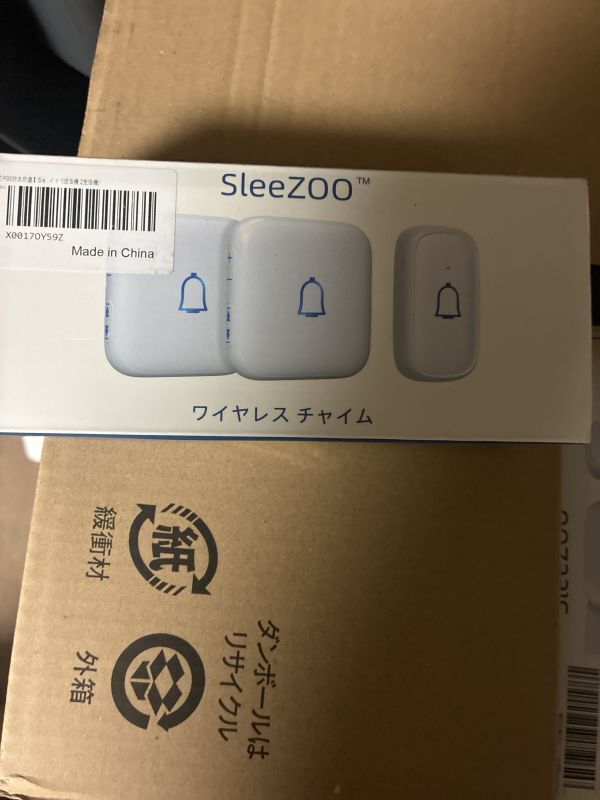 SleeZOO™
X0017OY59Z
Made in China
ワイヤレス チャイム
紙
緩衝材
外箱
ダンボールは
リサイクル